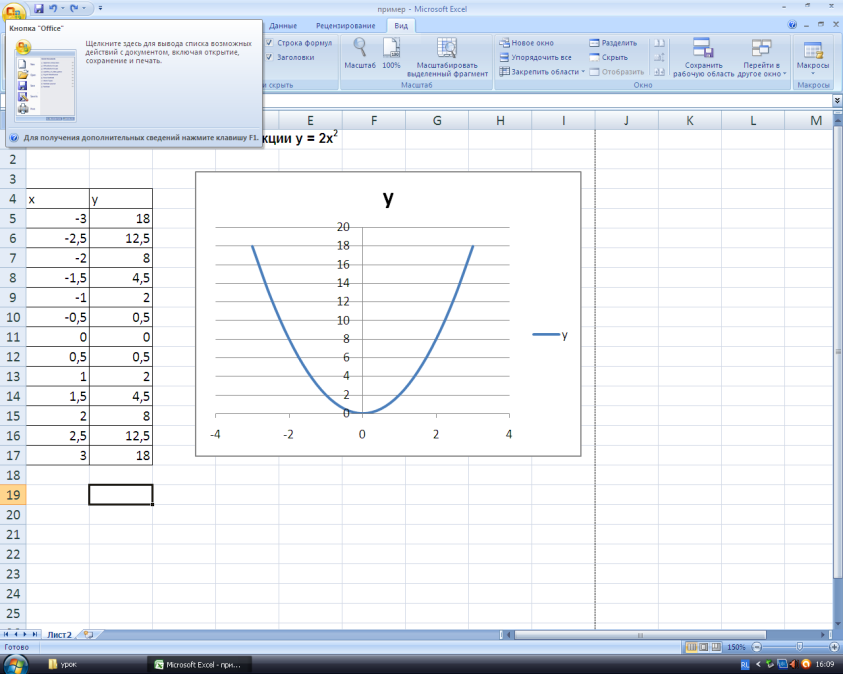 пример - Microsoft Excel
Данные Рецензирование Вид
Кнопка "Office"
Щелкните здесь для вывода списка возможных
действий с документом, включая открытие,
сохранение и печать.
Для получения дополнительных сведений нажмите клавишу F1.
Строка формул
Заголовки
и скрыть
Масштаб 100% Масштабировать
выделенный фрагмент
Масштаб
Новое окно
Упорядочить все
Закрепить области
Разделить
Скрыть
Отобразить
Сохранить
рабочую область
Перейти в
другое окно
Окно
Макросы
Макросы
E F G H I J K L M
кции y = 2x²
2
3
4 x y
5 -3 18
6 -2,5 12,5
7 -2 8
8 -1,5 4,5
9 -1 2
10 -0,5 0,5
11 0 0
12 0,5 0,5
13 1 2
14 1,5 4,5
15 2 8
16 2,5 12,5
17 3 18
18
19
20
21
22
23
24
25
y
20
18
16
14
12
10
8
6
4
2
0
-4 -2 0 2 4
y
Лист2
Готово
150%
урок
Microsoft Excel - при...
RL
16:09